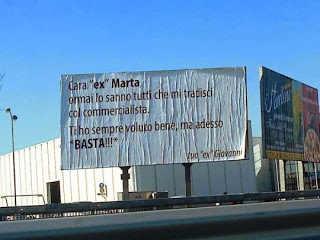 Cara "ex" Marta
ormai lo sanno tutti che mi tradisci
col commercialista.
Ti ho sempre voluto bene, ma adesso
*BASTA!!!*
tuo "ex" Giovanni